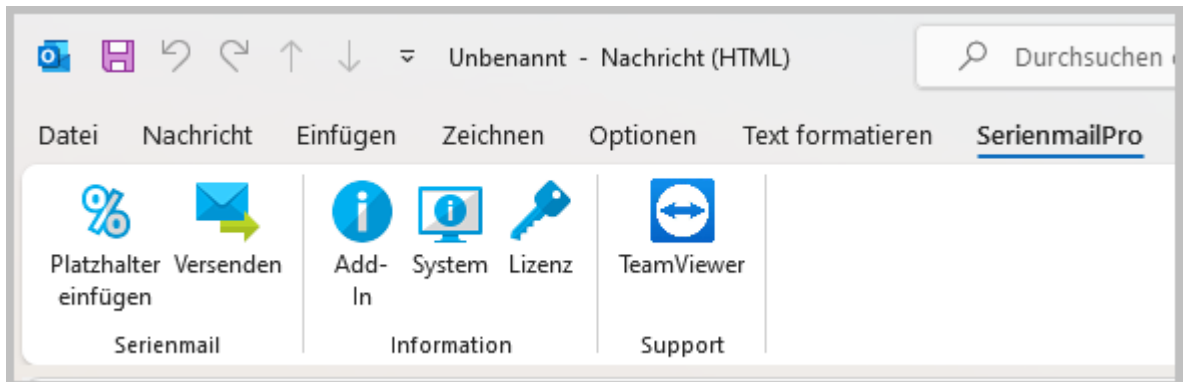 Unbenannt - Nachricht (HTML)
Durchsuchen
Datei Nachricht Einfügen Zeichnen Optionen Text formatieren SerienmailPro
Platzhalter einfügen
Versenden
Add-In
System
Lizenz
TeamViewer
Serienmail
Information
Support